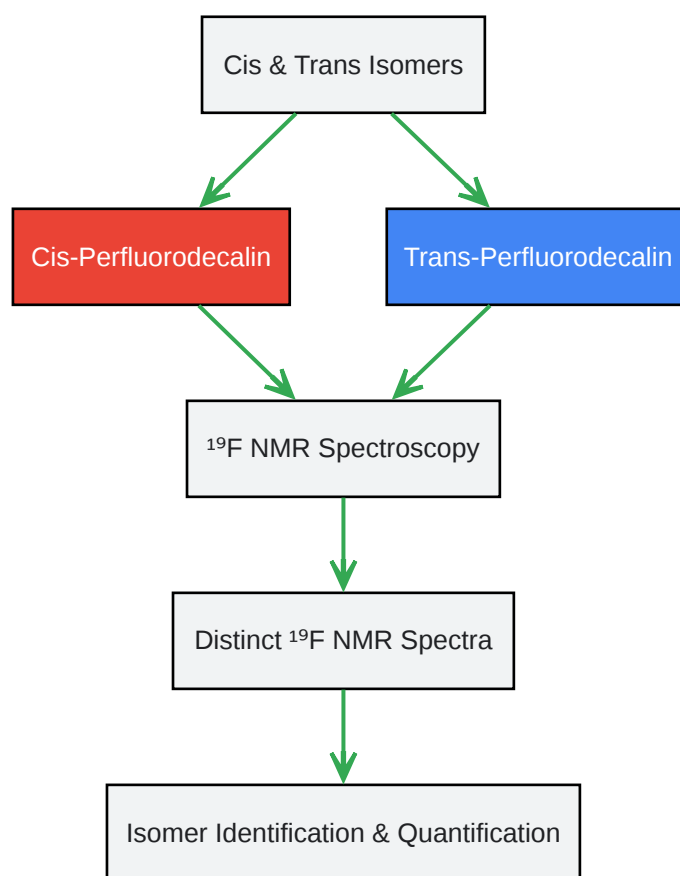 Cis & Trans Isomers
Cis-Perfluorodecalin
Trans-Perfluorodecalin
¹⁹F NMR Spectroscopy
Distinct ¹⁹F NMR Spectra
Isomer Identification & Quantification